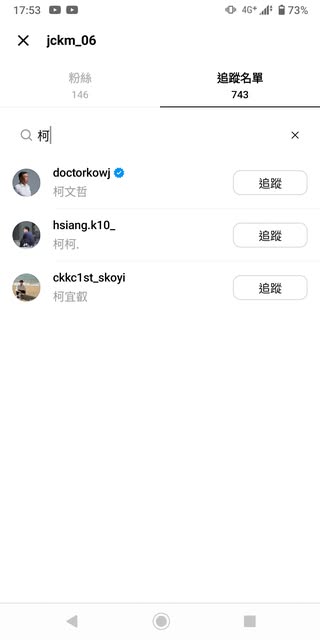 17:53
4G+
73%
jckm_06
粉絲
追蹤名單
146
743
柯
doctorkowj
柯文哲
追蹤
hsiang.k10_
柯柯.
追蹤
ckkc1st_skoyi
柯宜叡
追蹤